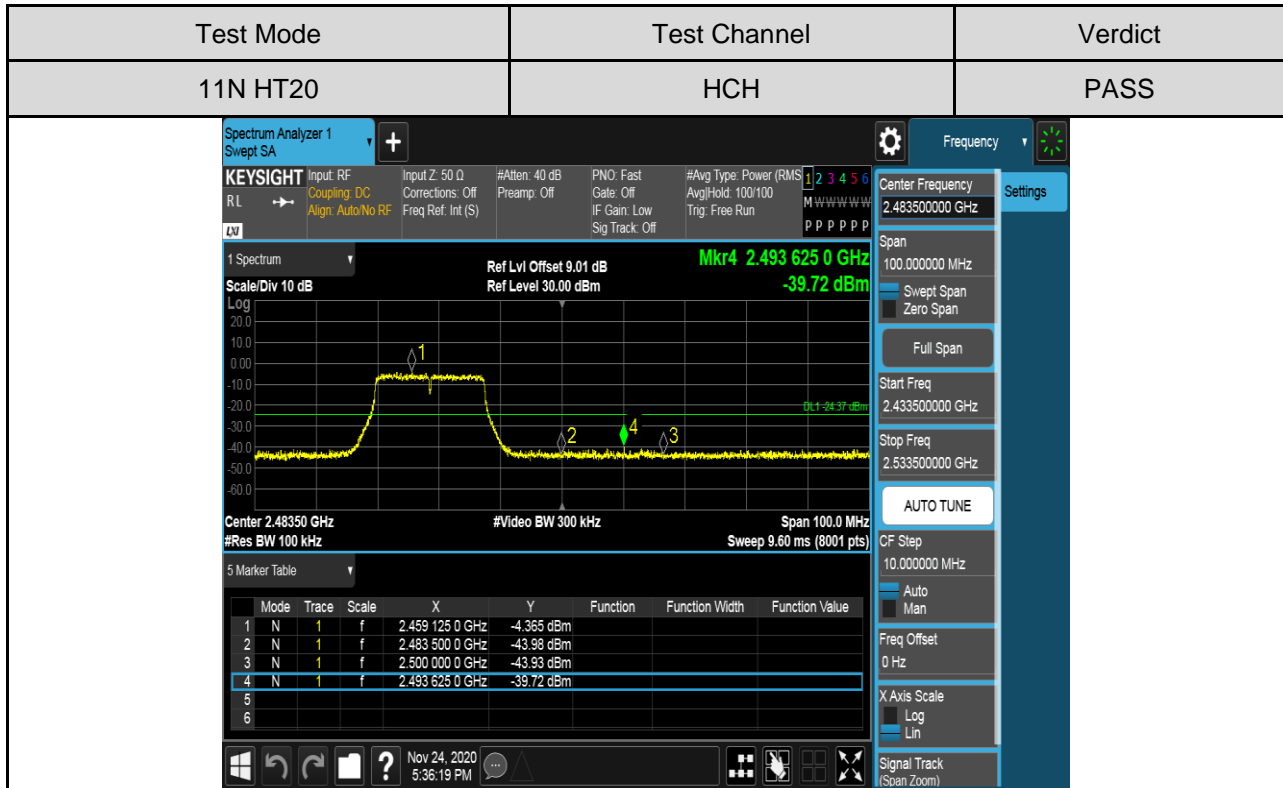 Test Mode Test Channel Verdict
11N HT20 HCH PASS
Spectrum Analyzer 1
Swept SA
+
Frequency
KEYSIGHT
RL
LXI
Input: RF
Coupling: DC
Align: Auto/No RF
Input Z: 50 Ω
Corrections: Off
Freq Ref: Int (S)
#Atten: 40 dB
Preamp: Off
PNO: Fast
Gate: Off
IF Gain: Low
Sig Track: Off
#Avg Type: Power (RMS
Avg|Hold: 100/100
Trig: Free Run
1 2 3 4 5 6
M W W W W W
P P P P P P
1 Spectrum
Scale/Div 10 dB
Ref Lvl Offset 9.01 dB
Ref Level 30.00 dBm
Mkr4 2.493 625 0 GHz
-39.72 dBm
Log
20.0
10.0
0.00
-10.0
-20.0
-30.0
-40.0
-50.0
-60.0
1
2
4
3
DL1 -24.37 dBm
Center 2.48350 GHz
#Video BW 300 kHz
Span 100.0 MHz
#Res BW 100 kHz
Sweep 9.60 ms (8001 pts)
5 Marker Table
Mode Trace Scale X Y Function Function Width Function Value
1 N 1 f 2.459 125 0 GHz -4.365 dBm
2 N 1 f 2.483 500 0 GHz -43.98 dBm
3 N 1 f 2.500 000 0 GHz -43.93 dBm
4 N 1 f 2.493 625 0 GHz -39.72 dBm
5
6
?
Nov 24, 2020
5:36:19 PM
Center Frequency
2.483500000 GHz
Settings
Span
100.000000 MHz
Swept Span
Zero Span
Full Span
Start Freq
2.433500000 GHz
Stop Freq
2.533500000 GHz
AUTO TUNE
CF Step
10.000000 MHz
Auto
Man
Freq Offset
0 Hz
X Axis Scale
Log
Lin
Signal Track
(Span Zoom)